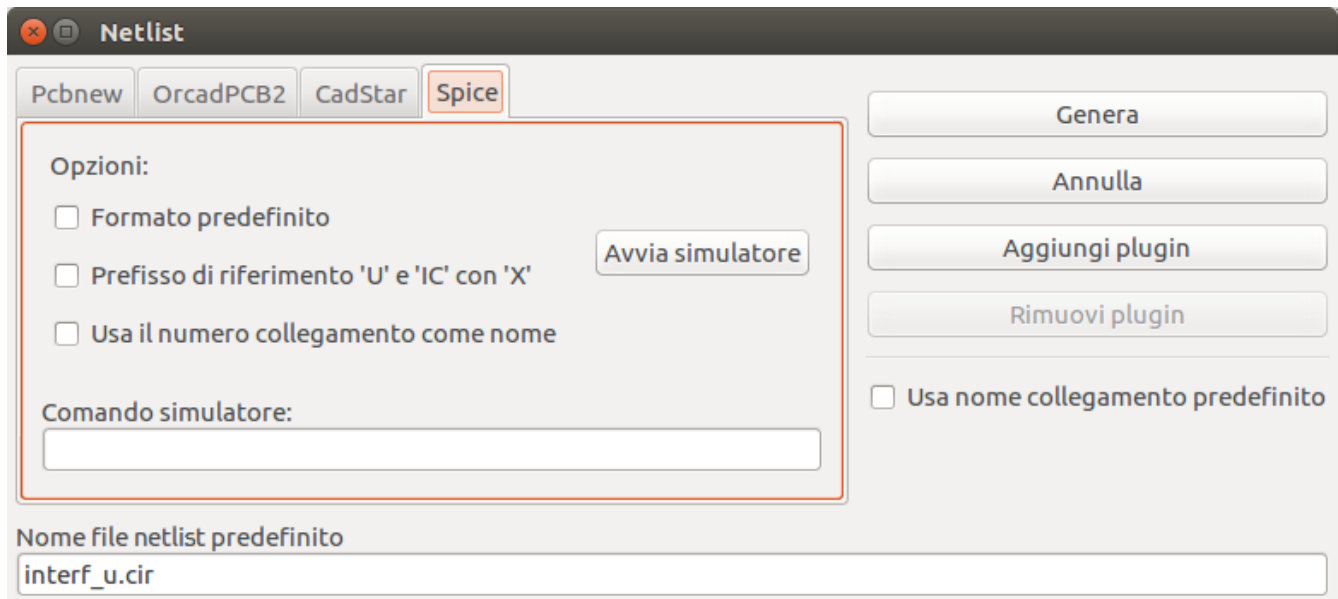 Netlist
Pcbnew OrcadPCB2 CadStar Spice
Opzioni:
Formato predefinito
Prefisso di riferimento 'U' e 'IC' con 'X'
Usa il numero collegamento come nome
Avvia simulatore
Comando simulatore:
Genera
Annulla
Aggiungi plugin
Rimuovi plugin
Usa nome collegamento predefinito
Nome file netlist predefinito
interf_u.cir